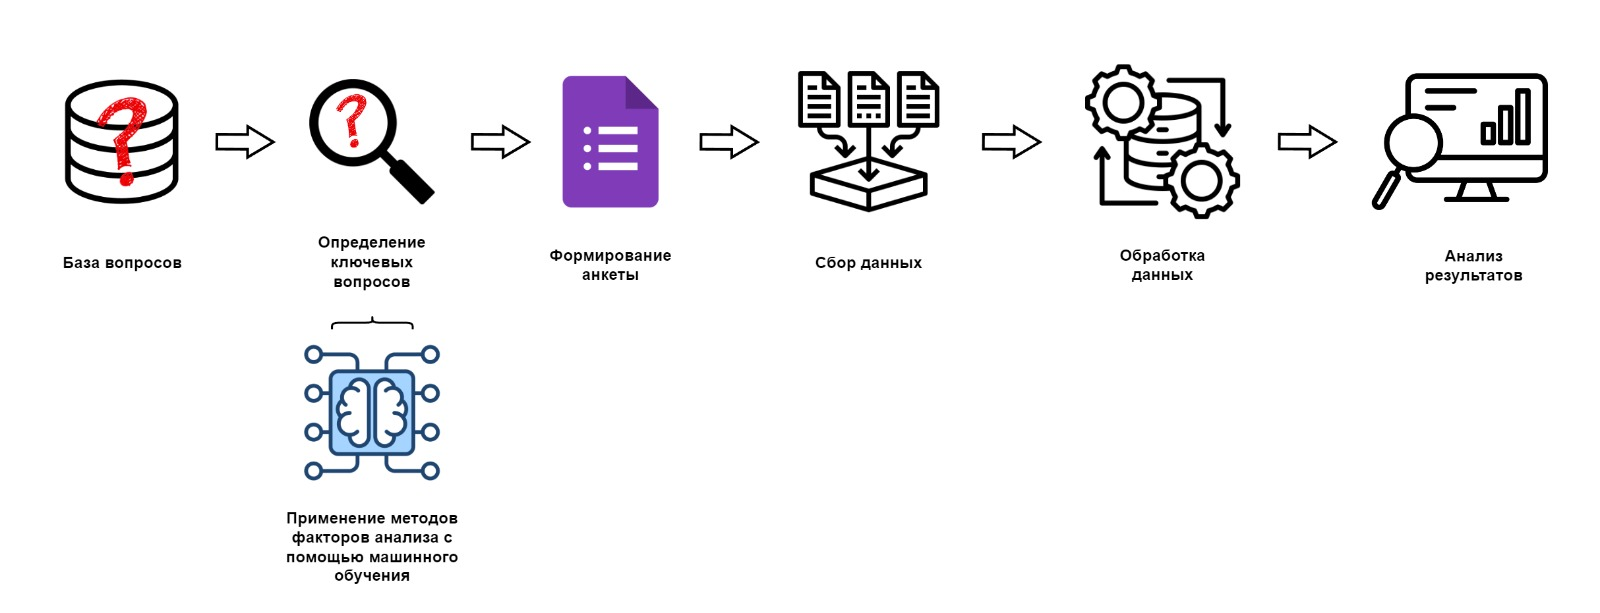 База вопросов
Определение
ключевых
вопросов
Формирование
анкеты
Сбор данных
Обработка
данных
Анализ
результатов
Применение методов
факторов анализа с
помощью машинного
обучения